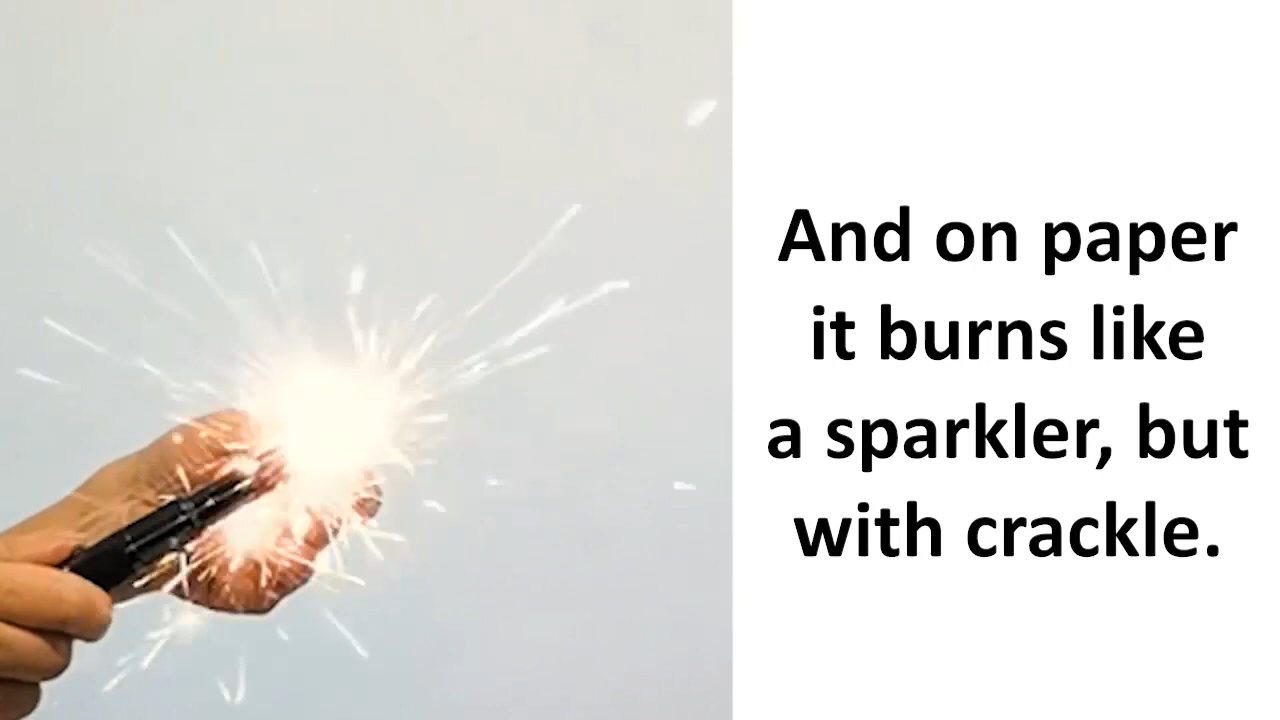 And on paper
it burns like
a sparkler, but
with crackle.